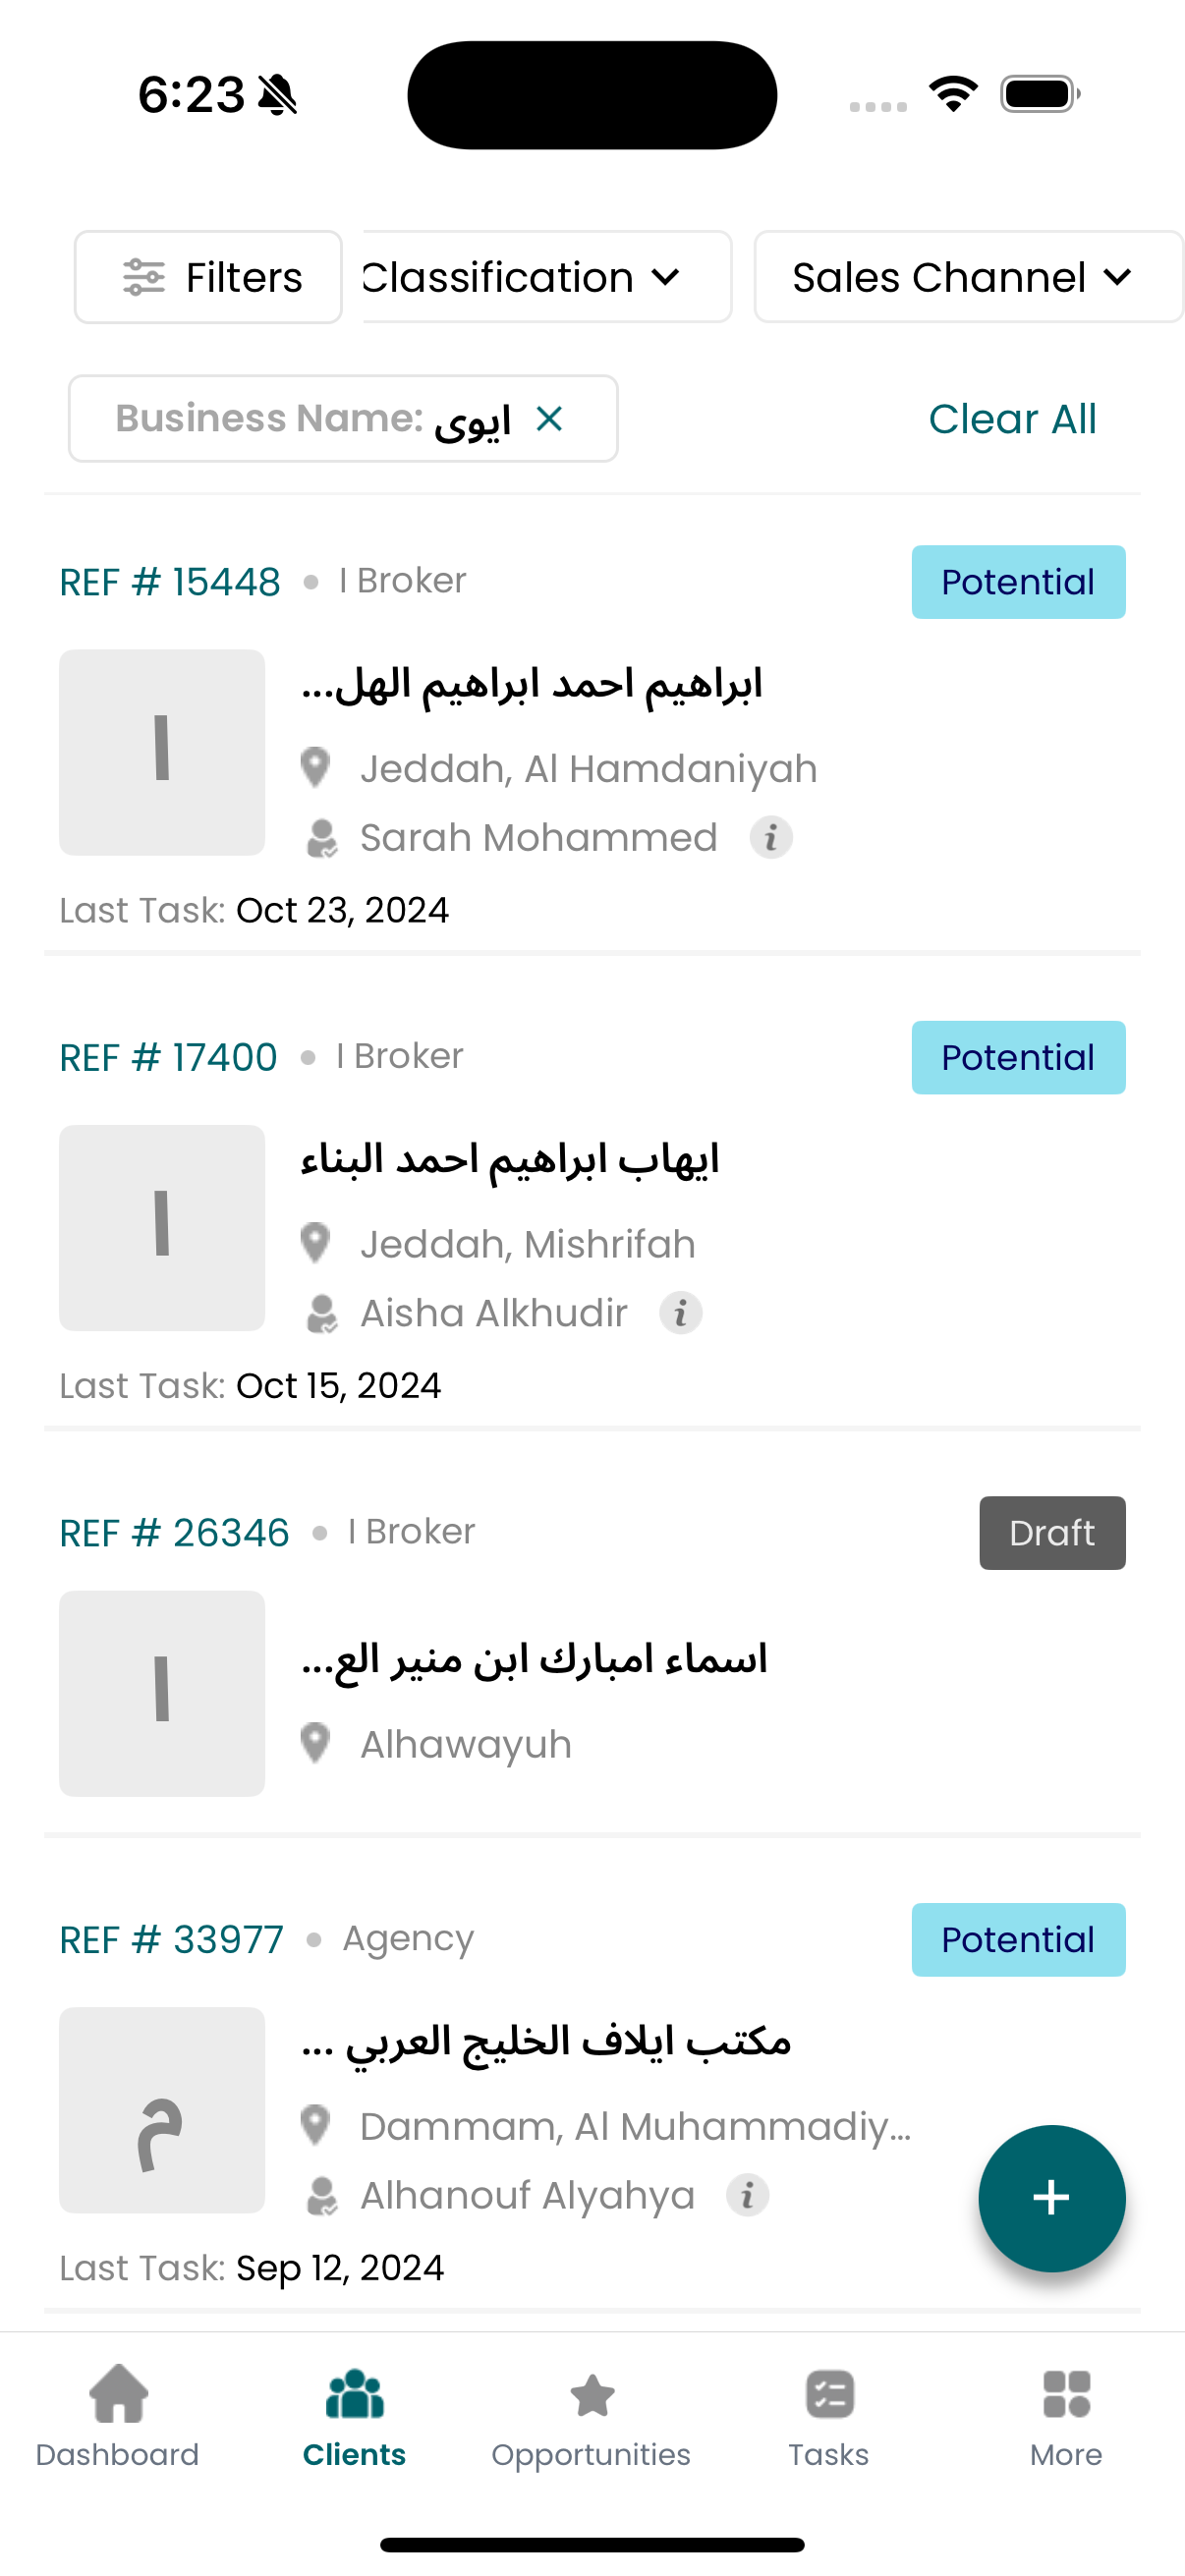 6:23
Filters Classification Sales Channel
Business Name: ايوى Clear All
REF # 15448 • I Broker Potential
ا
ابراهيم احمد ابراهيم الهل...
Jeddah, Al Hamdaniyah
Sarah Mohammed i
Last Task: Oct 23, 2024
REF # 17400 • I Broker Potential
ا
ايهاب ابراهيم احمد البناء
Jeddah, Mishrifah
Aisha Alkhudir i
Last Task: Oct 15, 2024
REF # 26346 • I Broker Draft
ا
اسماء امبارك ابن منير الع...
Alhawayuh
REF # 33977 • Agency Potential
م
مكتب ايلاف الخليج العربي ...
Dammam, Al Muhammadiy...
Alhanouf Alyahya i
+
Last Task: Sep 12, 2024
Dashboard Clients Opportunities Tasks More